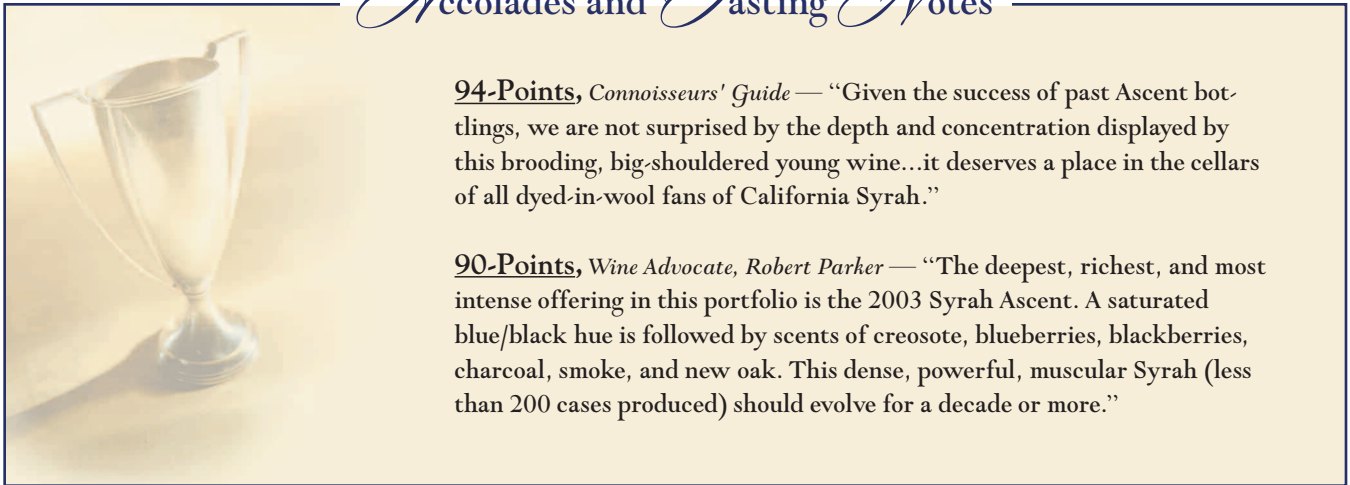 Accolades and Tasting Notes
94-Points, Connoisseurs' Guide — “Given the success of past Ascent bot-
tlings, we are not surprised by the depth and concentration displayed by
this brooding, big-shouldered young wine...it deserves a place in the cellars
of all dyed-in-wool fans of California Syrah.”
90-Points, Wine Advocate, Robert Parker — “The deepest, richest, and most
intense offering in this portfolio is the 2003 Syrah Ascent. A saturated
blue/black hue is followed by scents of creosote, blueberries, blackberries,
charcoal, smoke, and new oak. This dense, powerful, muscular Syrah (less
than 200 cases produced) should evolve for a decade or more.”